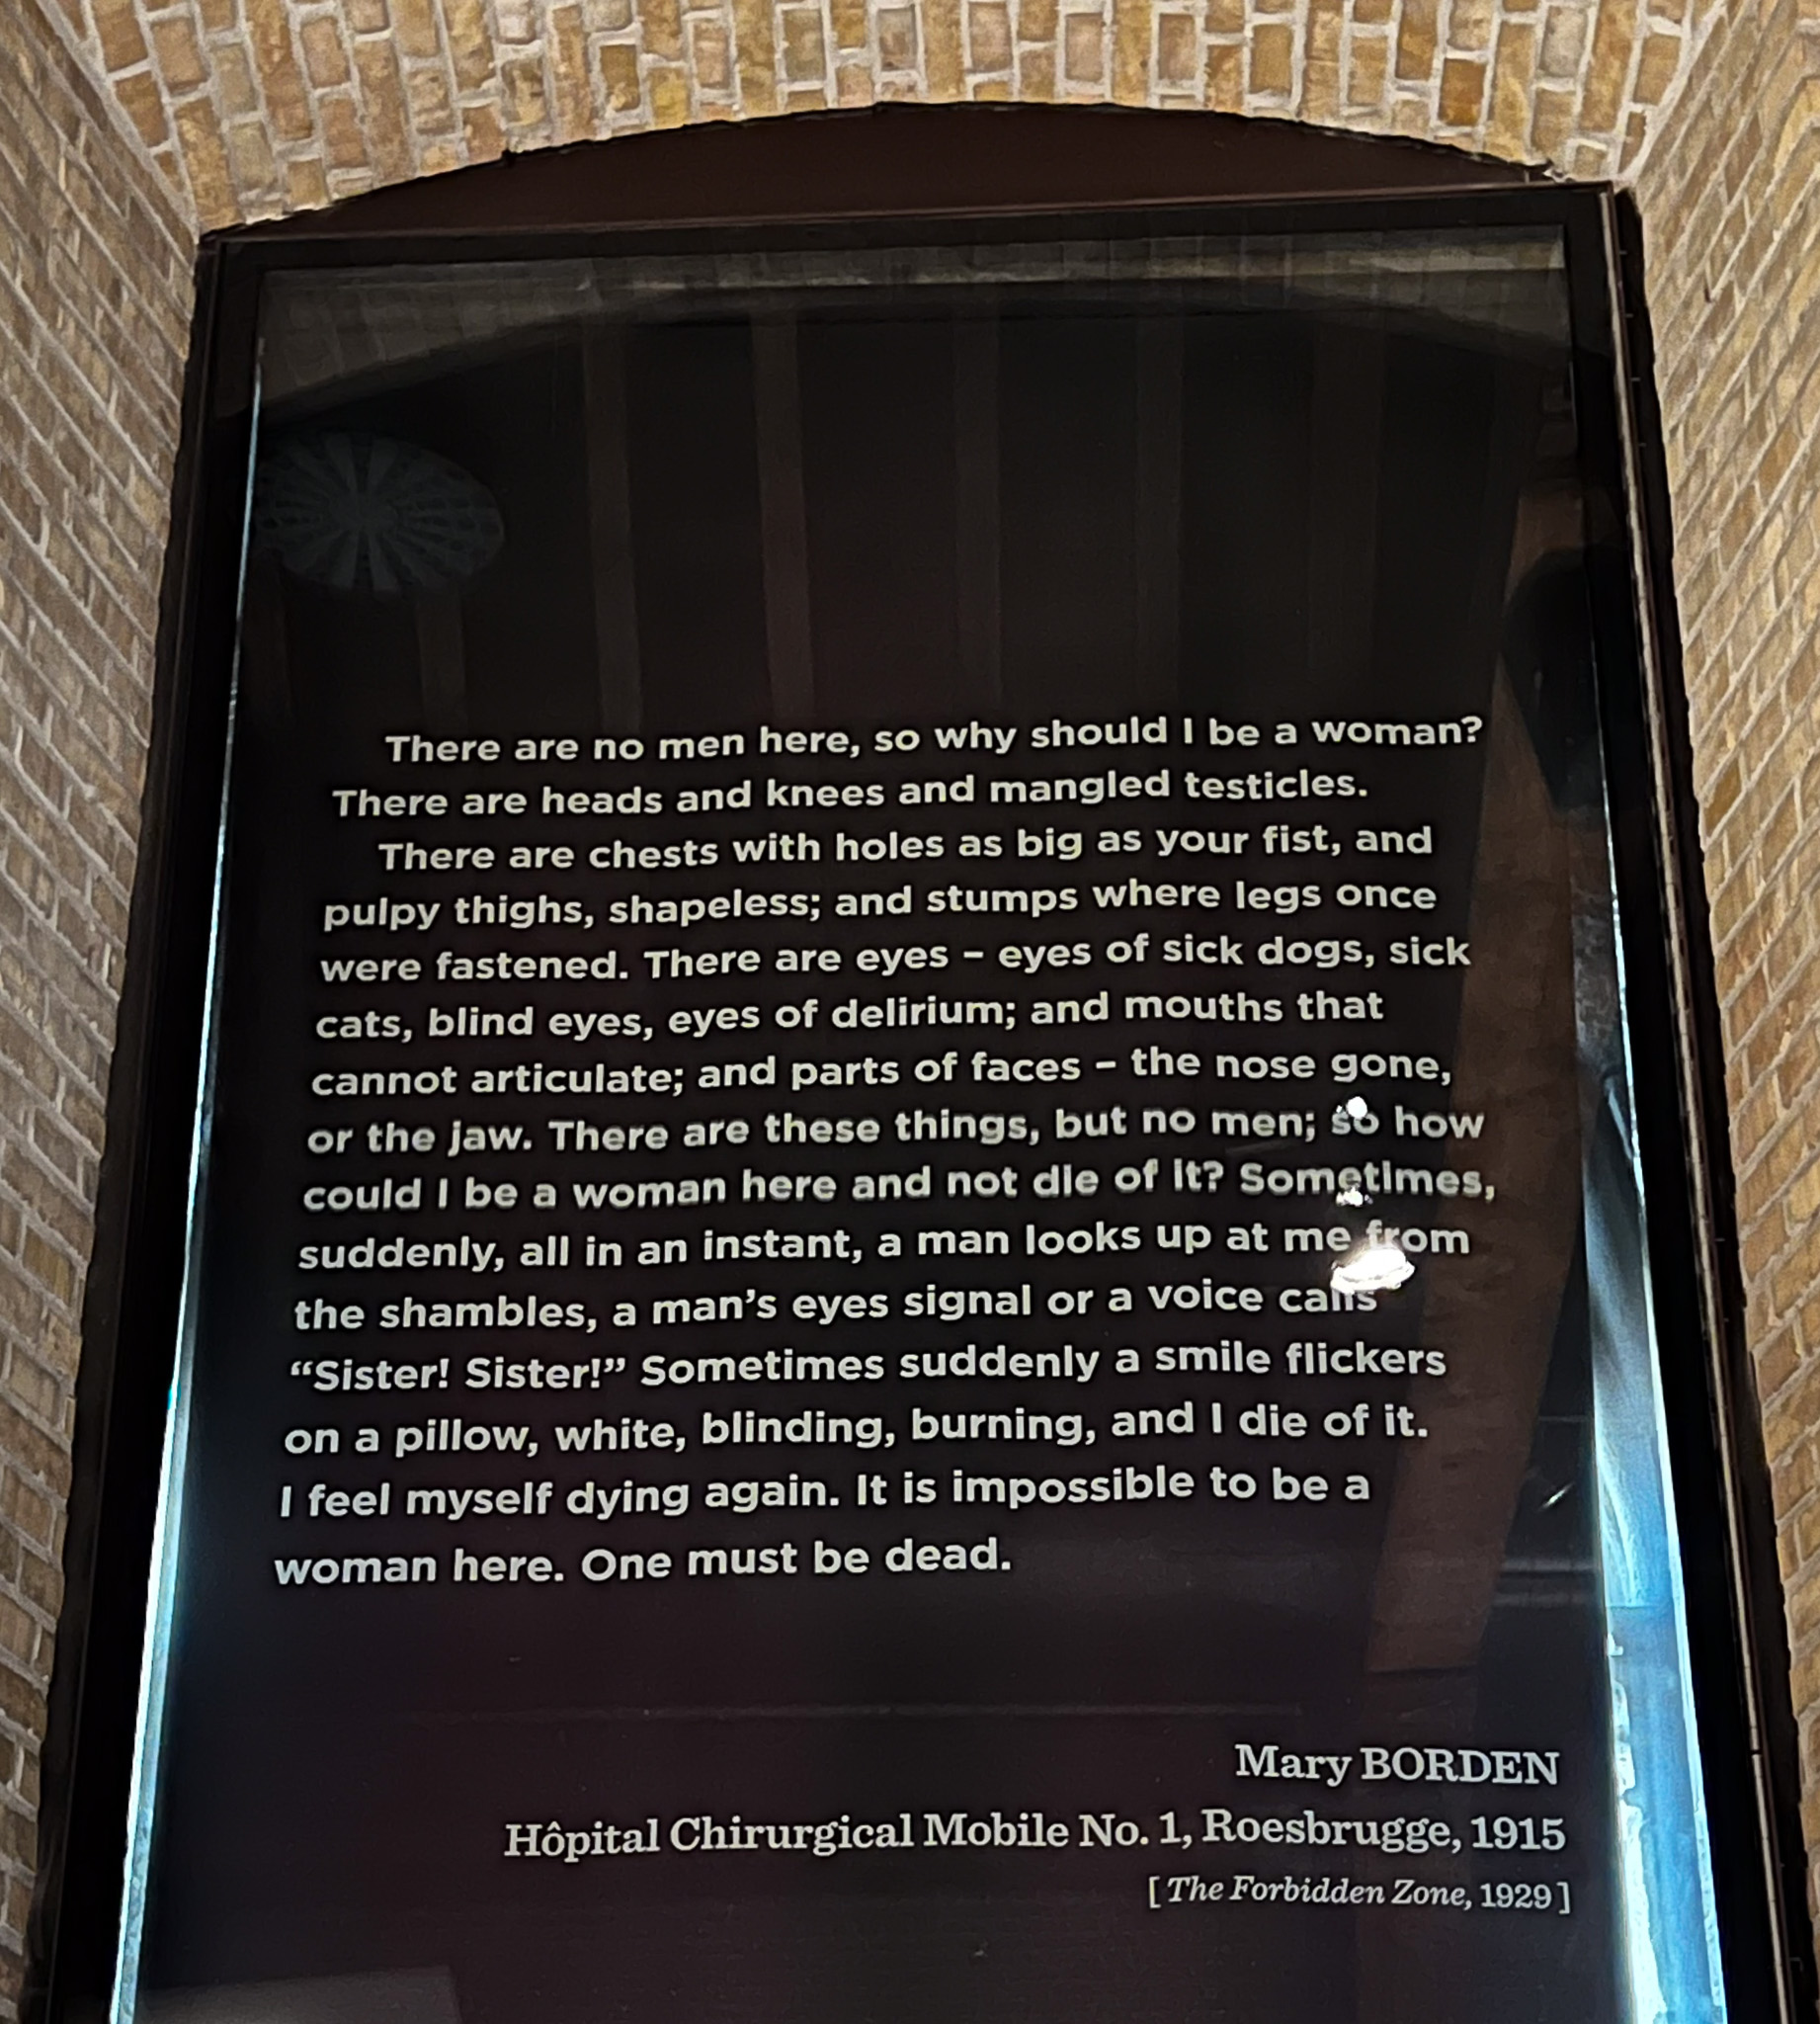 There are no men here, so why should I be a woman?
There are heads and knees and mangled testicles.
There are chests with holes as big as your fist, and
pulpy thighs, shapeless; and stumps where legs once
were fastened. There are eyes – eyes of sick dogs, sick
cats, blind eyes, eyes of delirium; and mouths that
cannot articulate; and parts of faces – the nose gone,
or the jaw. There are these things, but no men; so how
could I be a woman here and not die of it? Sometimes,
suddenly, all in an instant, a man looks up at me from
the shambles, a man’s eyes signal or a voice calls
“Sister! Sister!” Sometimes suddenly a smile flickers
on a pillow, white, blinding, burning, and I die of it.
I feel myself dying again. It is impossible to be a
woman here. One must be dead.
Mary BORDEN
Hôpital Chirurgical Mobile No. 1, Roesbrugge, 1915
[ The Forbidden Zone, 1929 ]